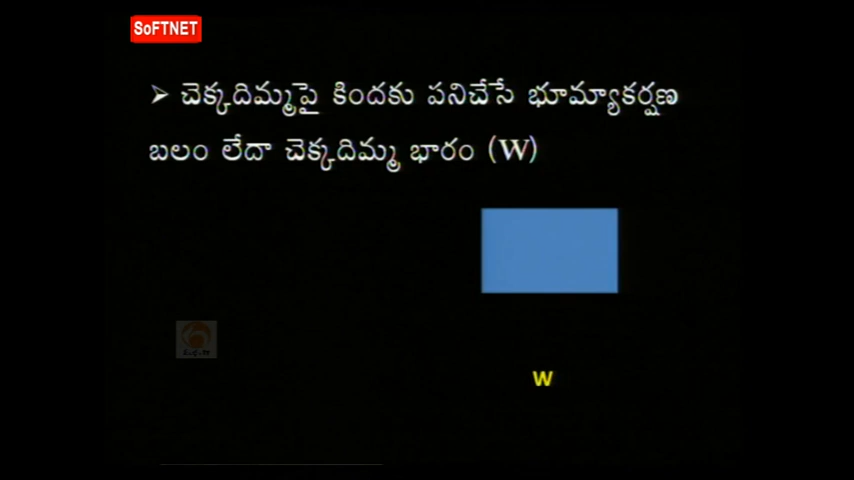 SoFTNET
➢ చెక్కదిమ్మపై కిందకు పనిచేసే భూమ్యాకర్షణ
బలం లేదా చెక్కదిమ్మ భారం (W)
W